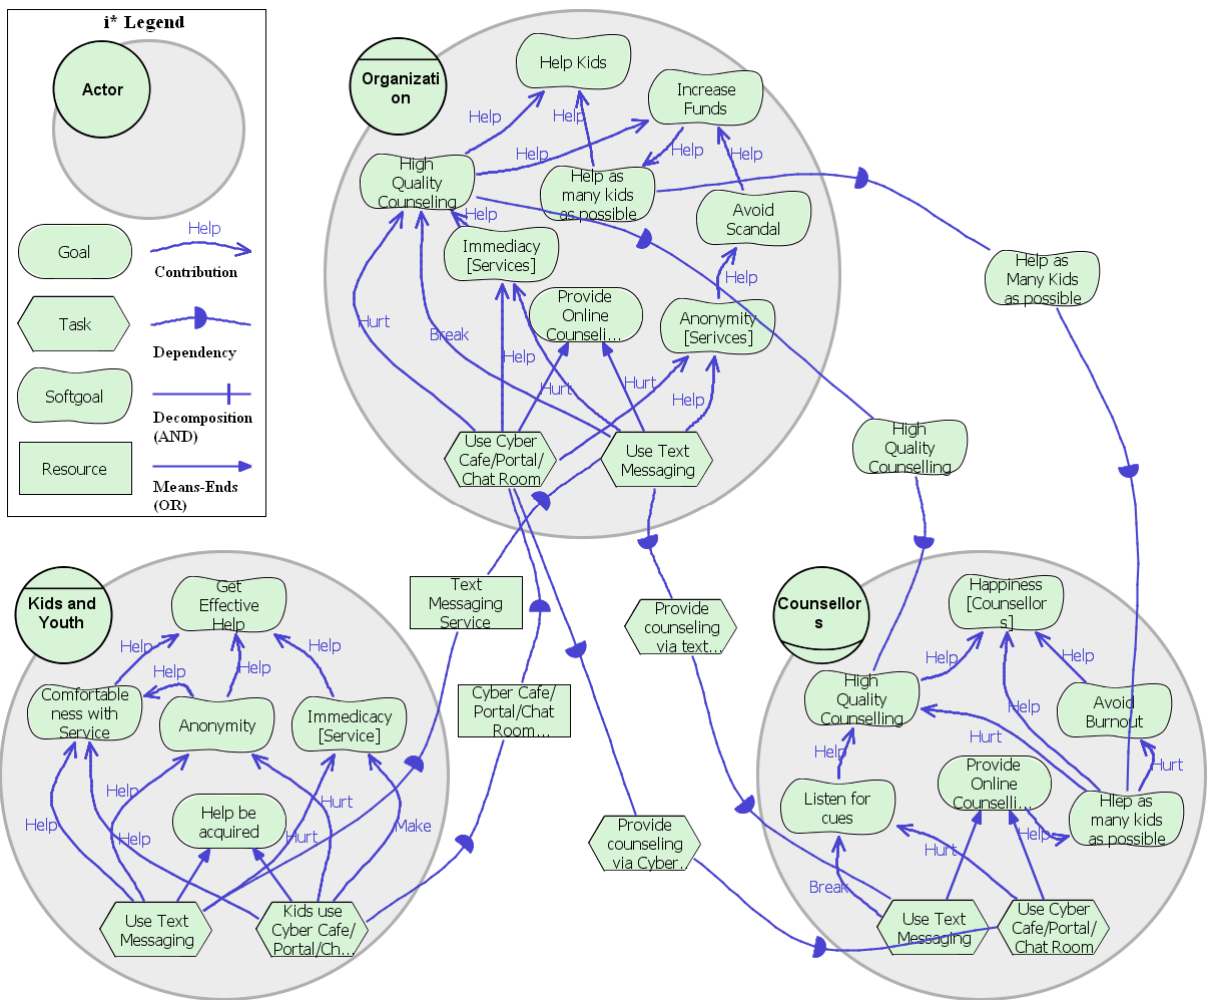 i* Legend
Actor
Goal
Help
Contribution
Task
Dependency
Softgoal
Decomposition
(AND)
Resource
Means-Ends
(OR)
Organizati
on
Help Kids
Increase
Funds
Help
Help
Help
Help
Help
High
Quality
Counseling
Help as
many kids
as possible
Avoid
Scandal
Help
Immediacy
[Services]
Help
Provide
Online
Counseli...
Anonymity
[Serivces]
Hurt
Break
Help
Hurt
Hurt
Help
Use Cyber
Cafe/Portal/
Chat Room
Use Text
Messaging
Help as
Many Kids
as possible
High
Quality
Counselling
Text
Messaging
Service
Cyber Cafe/
Portal/Chat
Room...
Provide
counseling
via text...
Provide
counseling
via Cyber.
Kids and
Youth
Get
Effective
Help
Help
Help
Help
Help
Comfortable
ness with
Service
Anonymity
Immedicacy
[Service]
Help
Hurt
Help be
acquired
Help
Help
Hurt
Make
Use Text
Messaging
Kids use
Cyber Cafe/
Portal/Ch...
Counsellor
s
Happiness
[Counsellor
s]
Help
Help
High
Quality
Counselling
Help
Avoid
Burnout
Hurt
Help
Provide
Online
Counselli...
Hurt
Listen for
cues
Hlep as
many kids
as possible
Help
Hurt
Break
Use Text
Messaging
Use Cyber
Cafe/Portal/
Chat Room